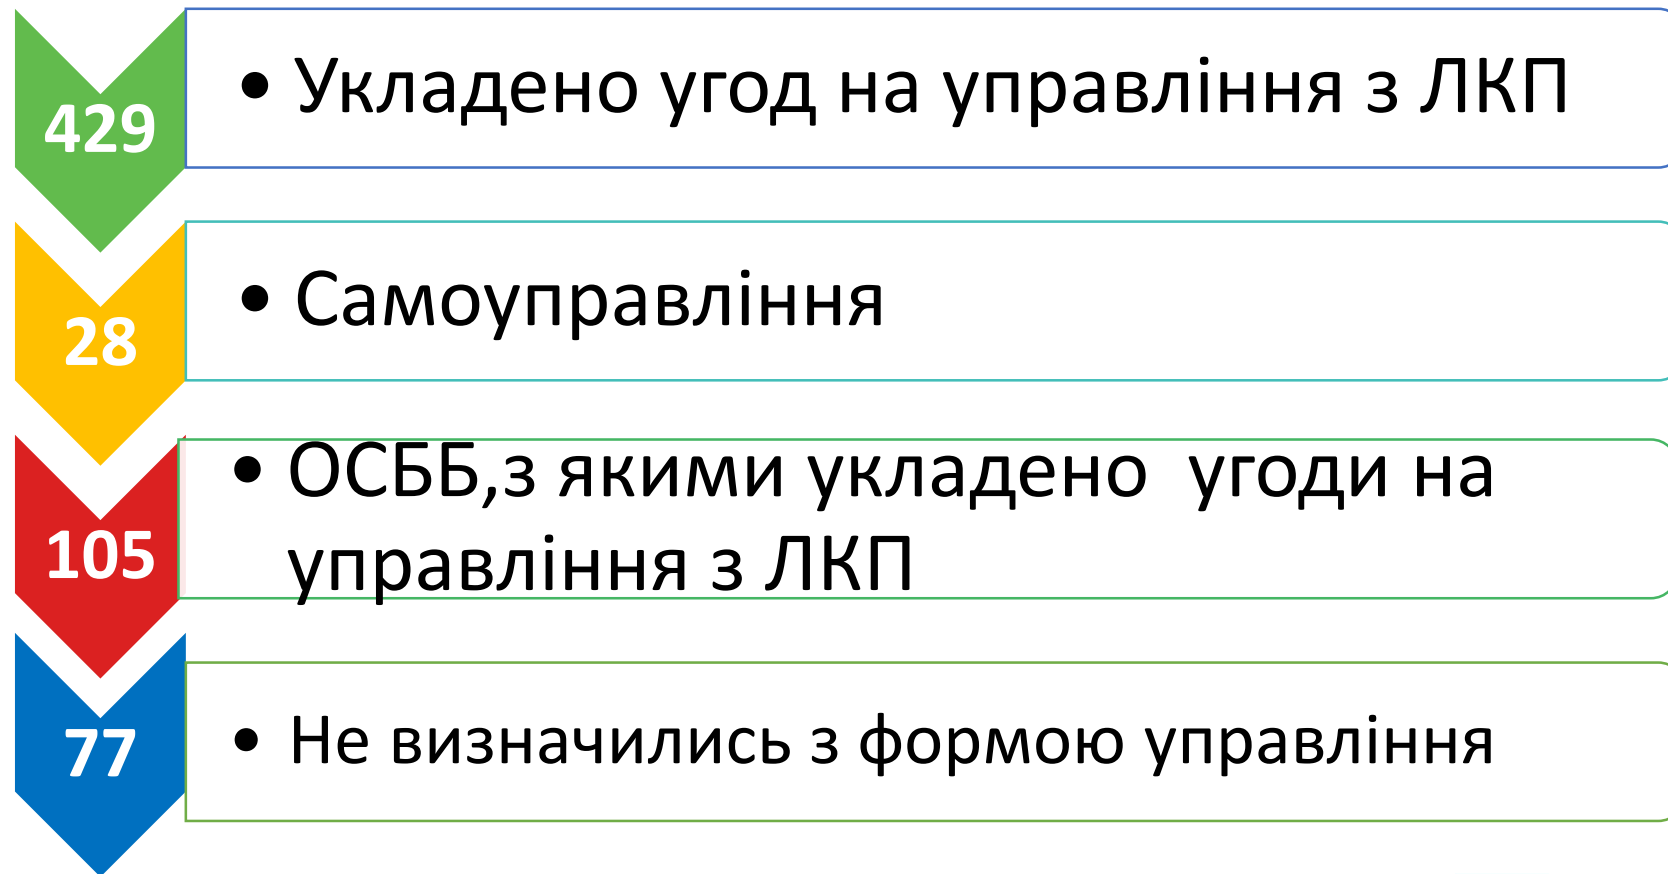 429
• Укладено угод на управління з ЛКП
28
• Самоуправління
105
• ОСББ,з якими укладено  угоди на
управління з ЛКП
77
• Не визначились з формою управління